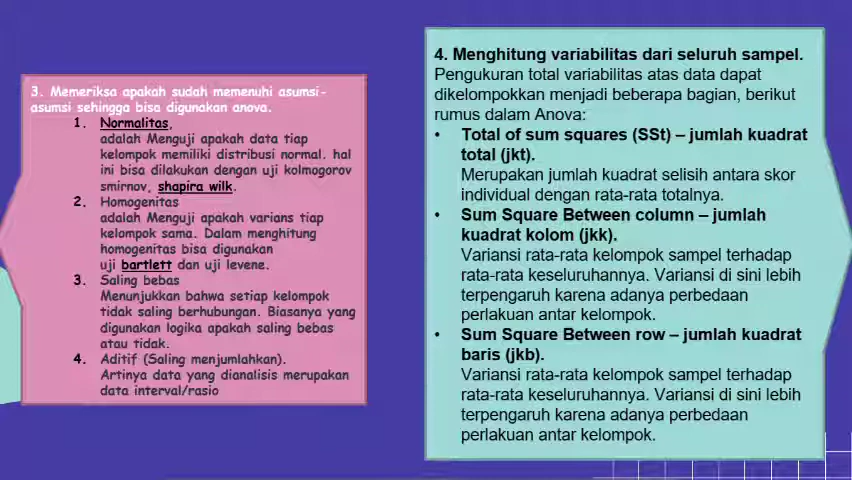 3. Memeriksa apakah sudah memenuhi asumsi-
asumsi sehingga bisa digunakan anova.
1. Normalitas,
adalah Menguji apakah data tiap
kelompok memiliki distribusi normal. hal
ini bisa dilakukan dengan uji kolmogorov
smirnov, shapira wilk.
2. Homogenitas
adalah Menguji apakah varians tiap
kelompok sama. Dalam menghitung
homogenitas bisa digunakan
uji bartlett dan uji levene.
3. Saling bebas
Menunjukkan bahwa setiap kelompok
tidak saling berhubungan. Biasanya yang
digunakan logika apakah saling bebas
atau tidak.
4. Aditif (Saling menjumlahkan).
Artinya data yang dianalisis merupakan
data interval/rasio
4. Menghitung variabilitas dari seluruh sampel.
Pengukuran total variabilitas atas data dapat
dikelompokkan menjadi beberapa bagian, berikut
rumus dalam Anova:
• Total of sum squares (SSt) – jumlah kuadrat
total (jkt).
Merupakan jumlah kuadrat selisih antara skor
individual dengan rata-rata totalnya.
• Sum Square Between column – jumlah
kuadrat kolom (jkk).
Variansi rata-rata kelompok sampel terhadap
rata-rata keseluruhannya. Variansi di sini lebih
terpengaruh karena adanya perbedaan
perlakuan antar kelompok.
• Sum Square Between row – jumlah kuadrat
baris (jkb).
Variansi rata-rata kelompok sampel terhadap
rata-rata keseluruhannya. Variansi di sini lebih
terpengaruh karena adanya perbedaan
perlakuan antar kelompok.